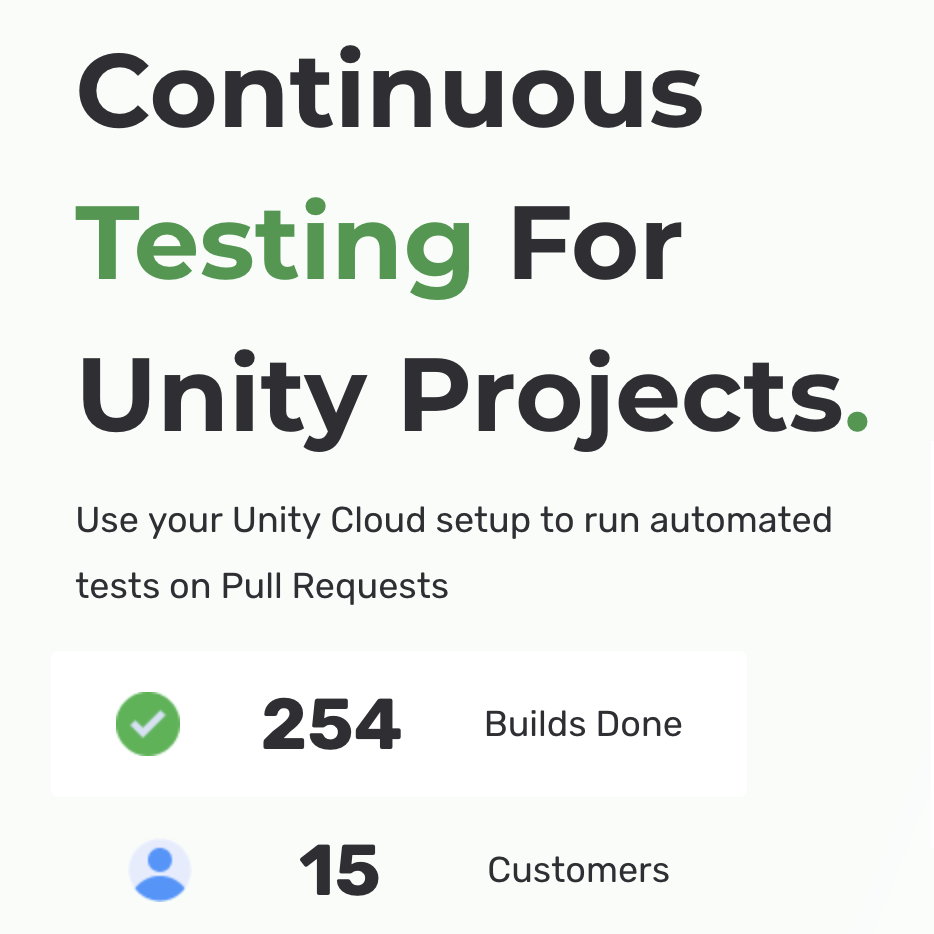 Continuous
Testing For
Unity Projects.
Use your Unity Cloud setup to run automated
tests on Pull Requests
254 Builds Done
15 Customers